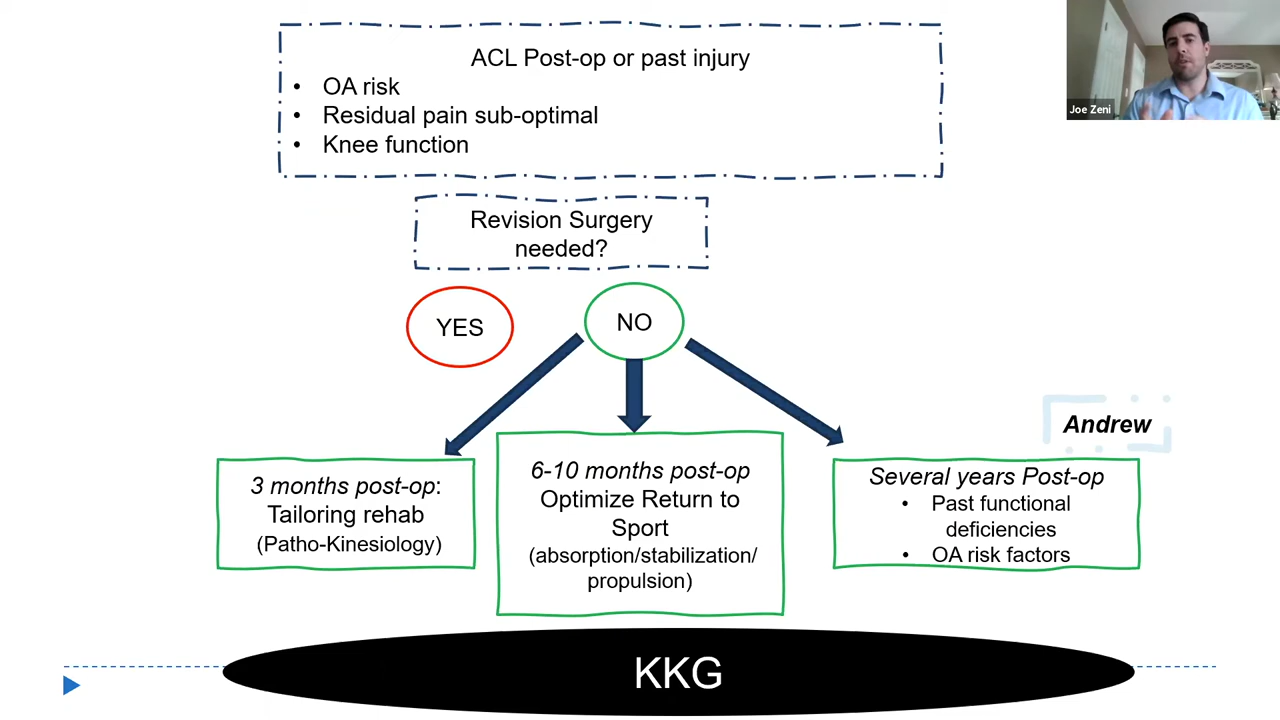 ACL Post-op or past injury
• OA risk
• Residual pain sub-optimal
• Knee function
Joe Zeni
Revision Surgery
needed?
YES
NO
Andrew
3 months post-op:
Tailoring rehab
(Patho-Kinesiology)
6-10 months post-op
Optimize Return to
Sport
(absorption/stabilization/
propulsion)
Several years Post-op
• Past functional
deficiencies
• OA risk factors
KKG